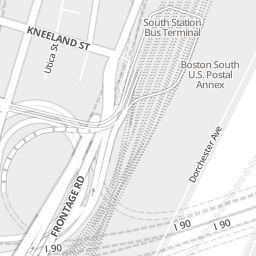 South Station
Bus Terminal
KNEELAND ST
Utica St
Boston South
U.S. Postal
Annex
Dorchester Ave
FRONTAGE RD
I 90
I 90
I 90
I 90